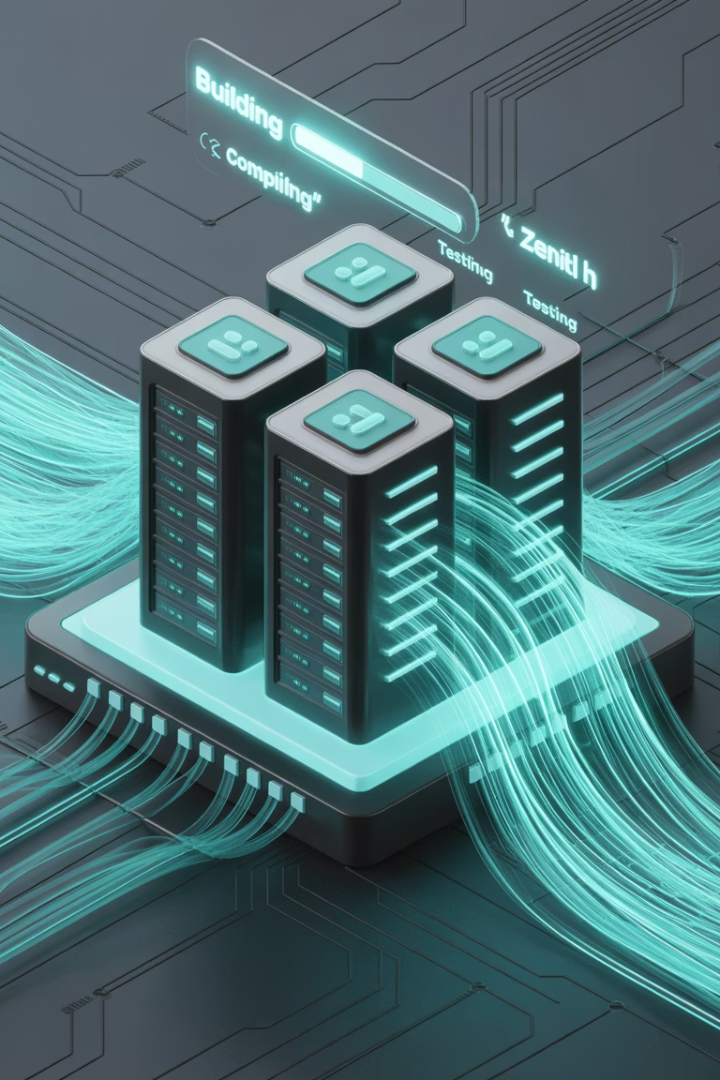 Building
Compiling"
Zenitl h
Testing
Testing